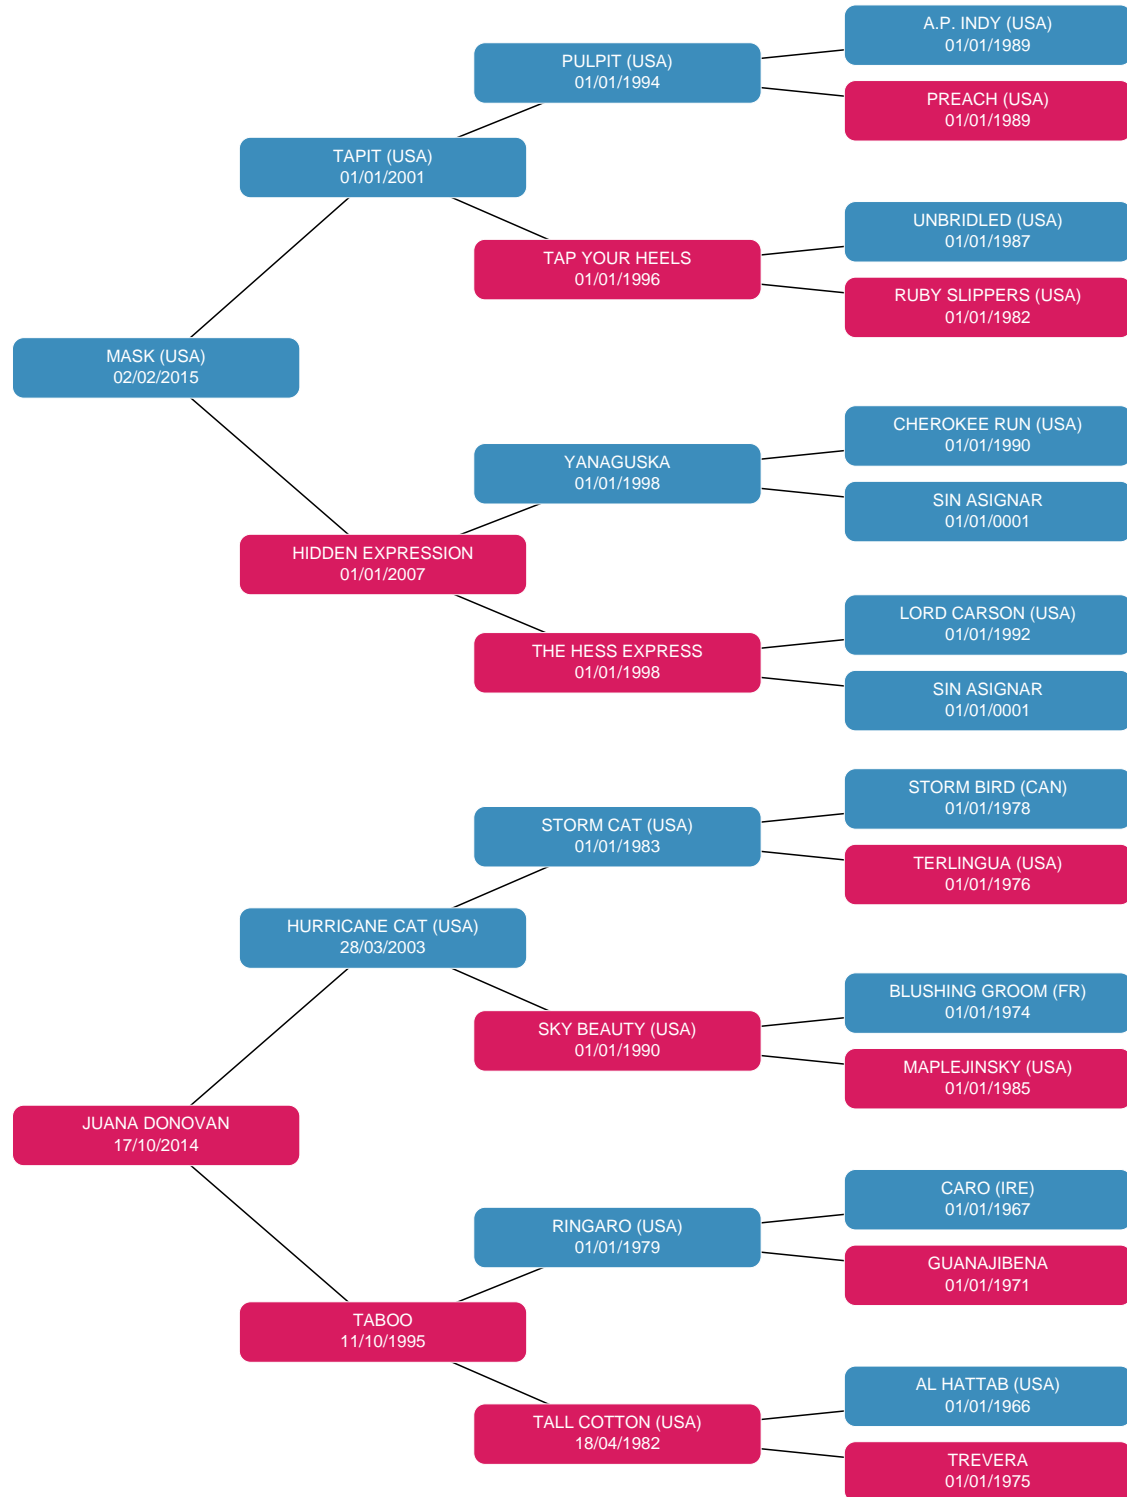 A.P. INDY (USA)
01/01/1989
PULPIT (USA)
01/01/1994
PREACH (USA)
01/01/1989
TAPIT (USA)
01/01/2001
UNBRIDLED (USA)
01/01/1987
TAP YOUR HEELS
01/01/1996
RUBY SLIPPERS (USA)
01/01/1982
MASK (USA)
02/02/2015
CHEROKEE RUN (USA)
01/01/1990
YANAGUSKA
01/01/1998
SIN ASIGNAR
01/01/0001
HIDDEN EXPRESSION
01/01/2007
LORD CARSON (USA)
01/01/1992
THE HESS EXPRESS
01/01/1998
SIN ASIGNAR
01/01/0001
STORM BIRD (CAN)
01/01/1978
STORM CAT (USA)
01/01/1983
TERLINGUA (USA)
01/01/1976
HURRICANE CAT (USA)
28/03/2003
BLUSHING GROOM (FR)
01/01/1974
SKY BEAUTY (USA)
01/01/1990
MAPLEJINSKY (USA)
01/01/1985
JUANA DONOVAN
17/10/2014
CARO (IRE)
01/01/1967
RINGARO (USA)
01/01/1979
GUANAJIBENA
01/01/1971
TABOO
11/10/1995
AL HATTAB (USA)
01/01/1966
TALL COTTON (USA)
18/04/1982
TREVERA
01/01/1975